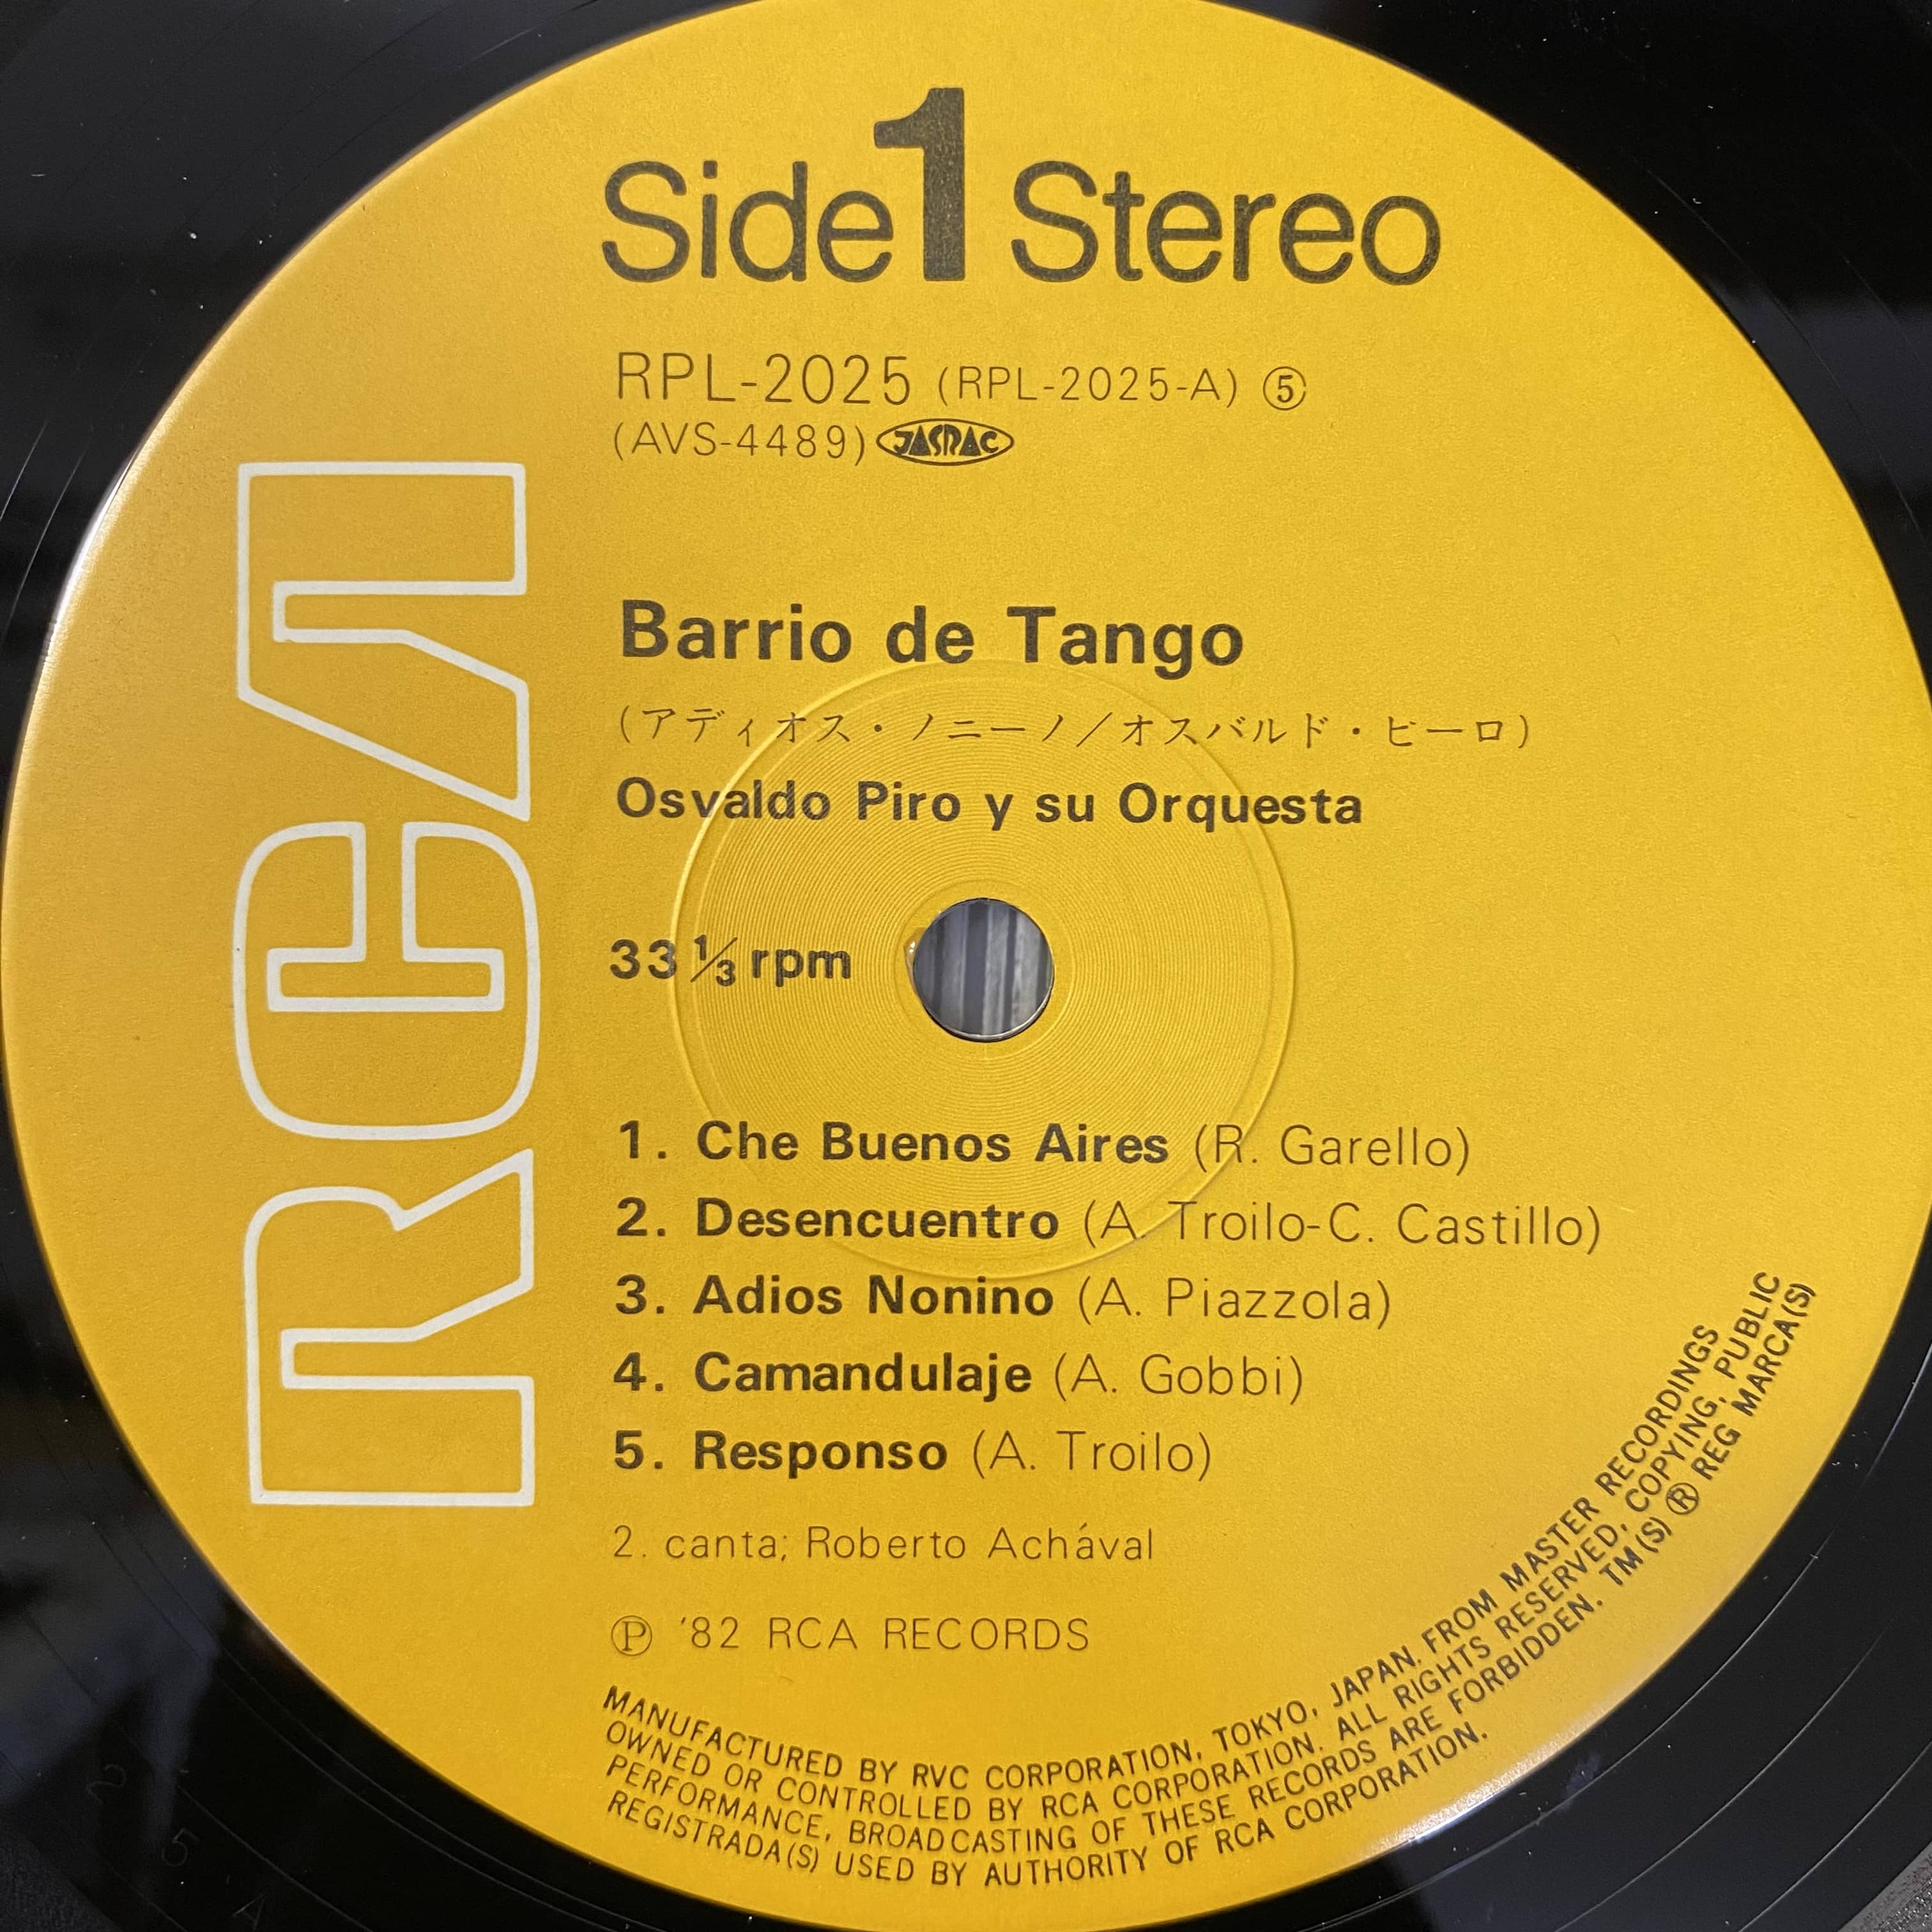 Side 1 Stereo
RPL-2025 (RPL-2025-A) ⑤
(AVS-4489) JASRAC
RCA
Barrio de Tango
(アディオス・ノニーノ／オスバルド・ピーロ)
Osvaldo Piro y su Orquesta
33 1/3 rpm
1. Che Buenos Aires (R. Garello)
2. Desencuentro (A. Troilo-C. Castillo)
3. Adios Nonino (A. Piazzola)
4. Camandulaje (A. Gobbi)
5. Responso (A. Troilo)
2. canta; Roberto Achával
Ⓟ '82 RCA RECORDS
MANUFACTURED BY RVC CORPORATION, TOKYO, JAPAN. FROM MASTER RECORDINGS
OWNED OR CONTROLLED BY RCA CORPORATION. ALL RIGHTS RESERVED, COPYING, PUBLIC
PERFORMANCE, BROADCASTING OF THESE RECORDS ARE FORBIDDEN. TM(S) ® REG MARCA(S)
REGISTRADA(S) USED BY AUTHORITY OF RCA CORPORATION.